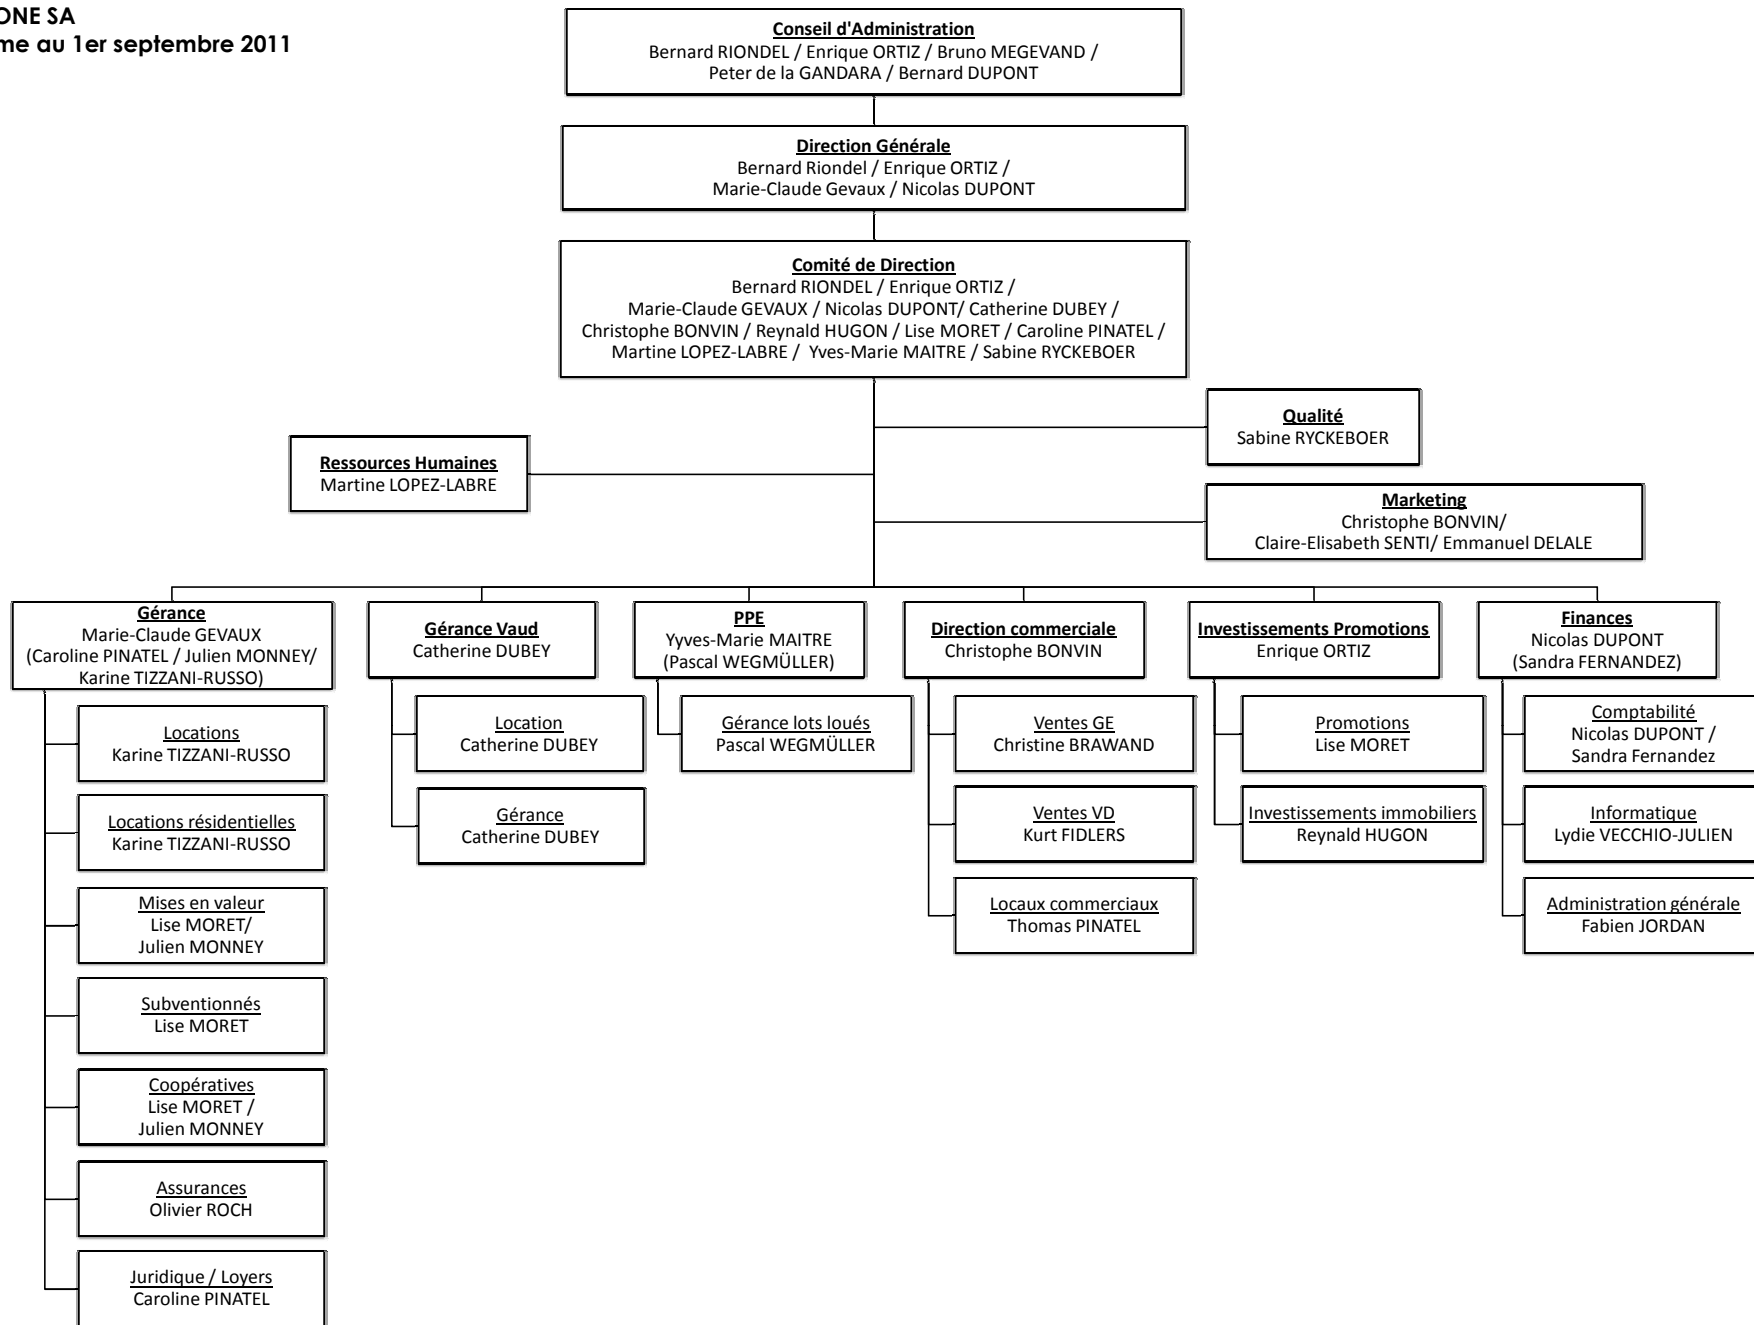 ONE SA
me au 1er septembre 2011
Conseil d'Administration
Bernard RIONDEL / Enrique ORTIZ / Bruno MEGEVAND /
Peter de la GANDARA / Bernard DUPONT
Direction Générale
Bernard Riondel / Enrique ORTIZ /
Marie-Claude Gevaux / Nicolas DUPONT
Comité de Direction
Bernard RIONDEL / Enrique ORTIZ /
Marie-Claude GEVAUX / Nicolas DUPONT/ Catherine DUBEY /
Christophe BONVIN / Reynald HUGON / Lise MORET / Caroline PINATEL /
Martine LOPEZ-LABRE / Yves-Marie MAITRE / Sabine RYCKEBOER
Qualité
Sabine RYCKEBOER
Ressources Humaines
Martine LOPEZ-LABRE
Marketing
Christophe BONVIN/
Claire-Elisabeth SENTI/ Emmanuel DELALE
Gérance
Marie-Claude GEVAUX
(Caroline PINATEL / Julien MONNEY/
Karine TIZZANI-RUSSO)
Locations
Karine TIZZANI-RUSSO
Locations résidentielles
Karine TIZZANI-RUSSO
Mises en valeur
Lise MORET/
Julien MONNEY
Subventionnés
Lise MORET
Coopératives
Lise MORET /
Julien MONNEY
Assurances
Olivier ROCH
Juridique / Loyers
Caroline PINATEL
Gérance Vaud
Catherine DUBEY
Location
Catherine DUBEY
Gérance
Catherine DUBEY
PPE
Yyves-Marie MAITRE
(Pascal WEGMÜLLER)
Gérance lots loués
Pascal WEGMÜLLER
Direction commerciale
Christophe BONVIN
Ventes GE
Christine BRAWAND
Ventes VD
Kurt FIDLERS
Locaux commerciaux
Thomas PINATEL
Investissements Promotions
Enrique ORTIZ
Promotions
Lise MORET
Investissements immobiliers
Reynald HUGON
Finances
Nicolas DUPONT
(Sandra FERNANDEZ)
Comptabilité
Nicolas DUPONT /
Sandra Fernandez
Informatique
Lydie VECCHIO-JULIEN
Administration générale
Fabien JORDAN